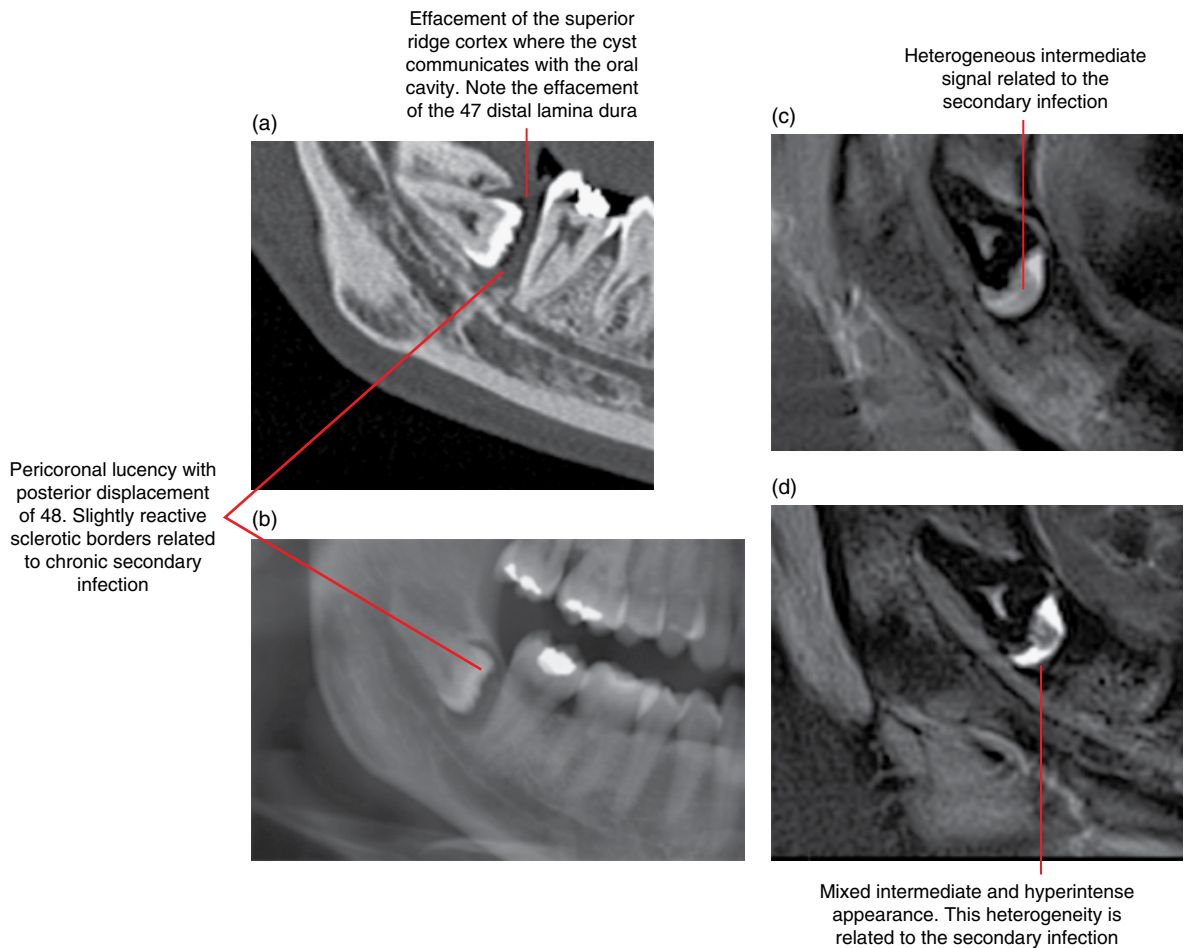 Effacement of the superior
ridge cortex where the cyst
communicates with the oral
cavity. Note the effacement
of the 47 distal lamina dura
(a)
Heterogeneous intermediate
signal related to the
secondary infection
(c)
Pericoronal lucency with
posterior displacement
of 48. Slightly reactive
sclerotic borders related
to chronic secondary
infection
(b)
(d)
Mixed intermediate and hyperintense
appearance. This heterogeneity is
related to the secondary infection